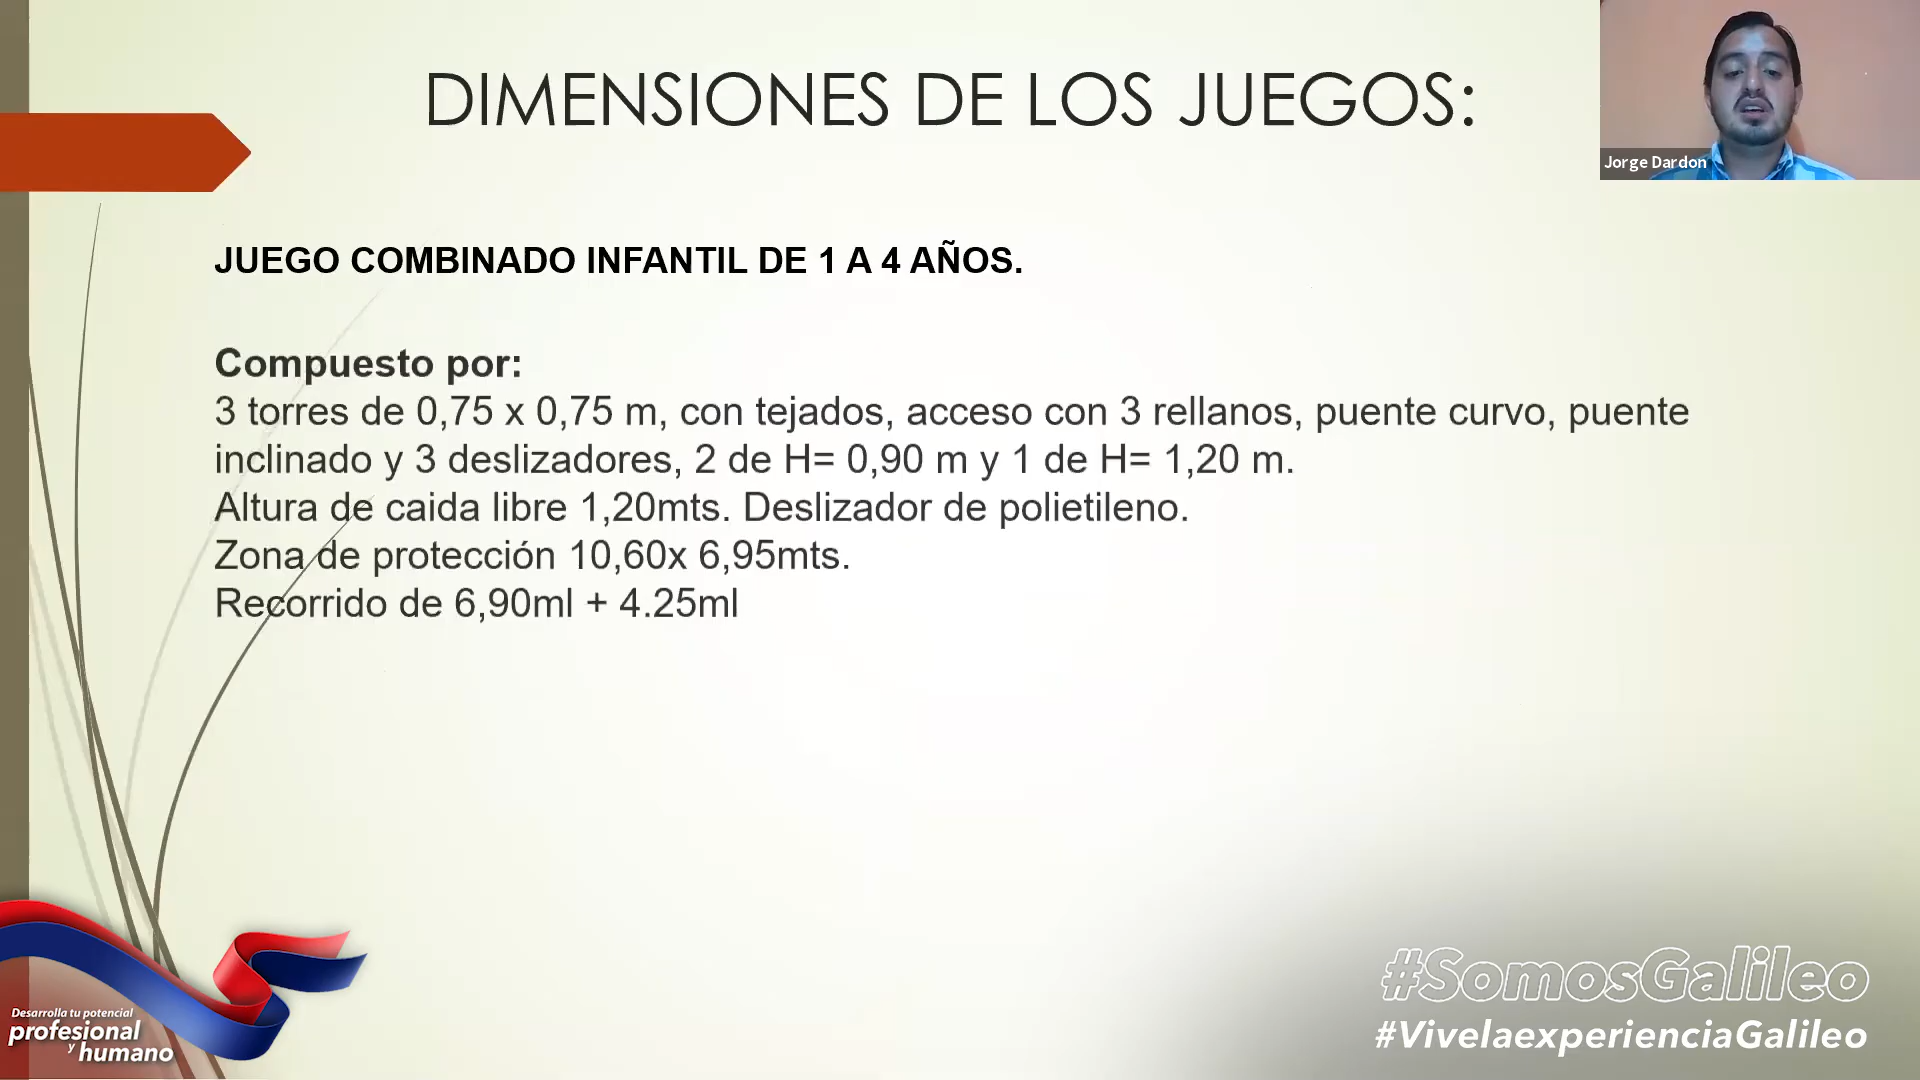 DIMENSIONES DE LOS JUEGOS:
Jorge Dardon
JUEGO COMBINADO INFANTIL DE 1 A 4 AÑOS.
Compuesto por:
3 torres de 0,75 x 0,75 m, con tejados, acceso con 3 rellanos, puente curvo, puente
inclinado y 3 deslizadores, 2 de H= 0,90 m y 1 de H= 1,20 m.
Altura de caida libre 1,20mts. Deslizador de polietileno.
Zona de protección 10,60x 6,95mts.
Recorrido de 6,90ml + 4.25ml
Desarrolla tu potencial
profesional
y humano
#SomosGalileo
#VivelaexperienciaGalileo